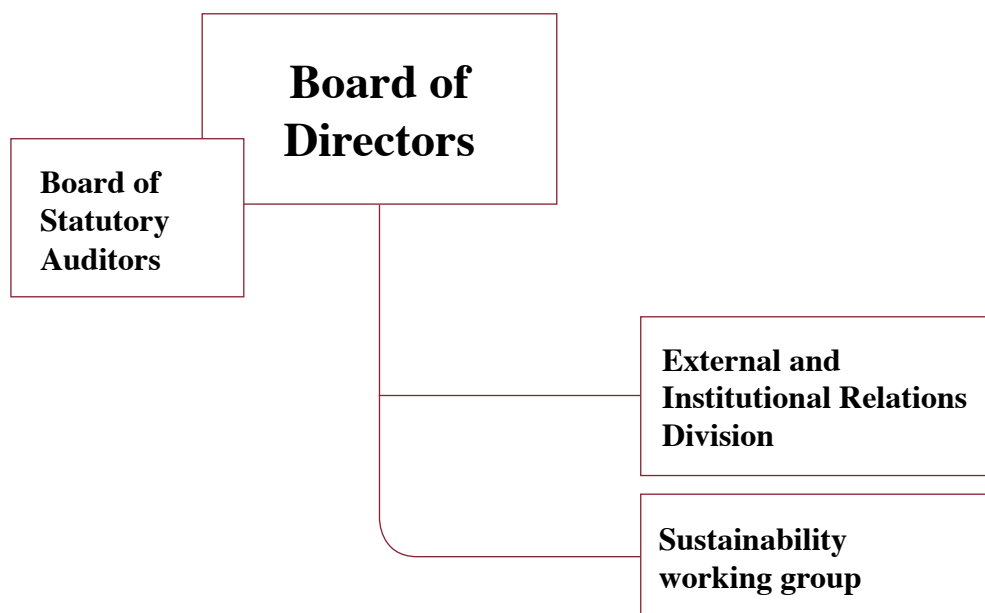 Board of
Directors
Board of
Statutory
Auditors
External and
Institutional Relations
Division
Sustainability
working group